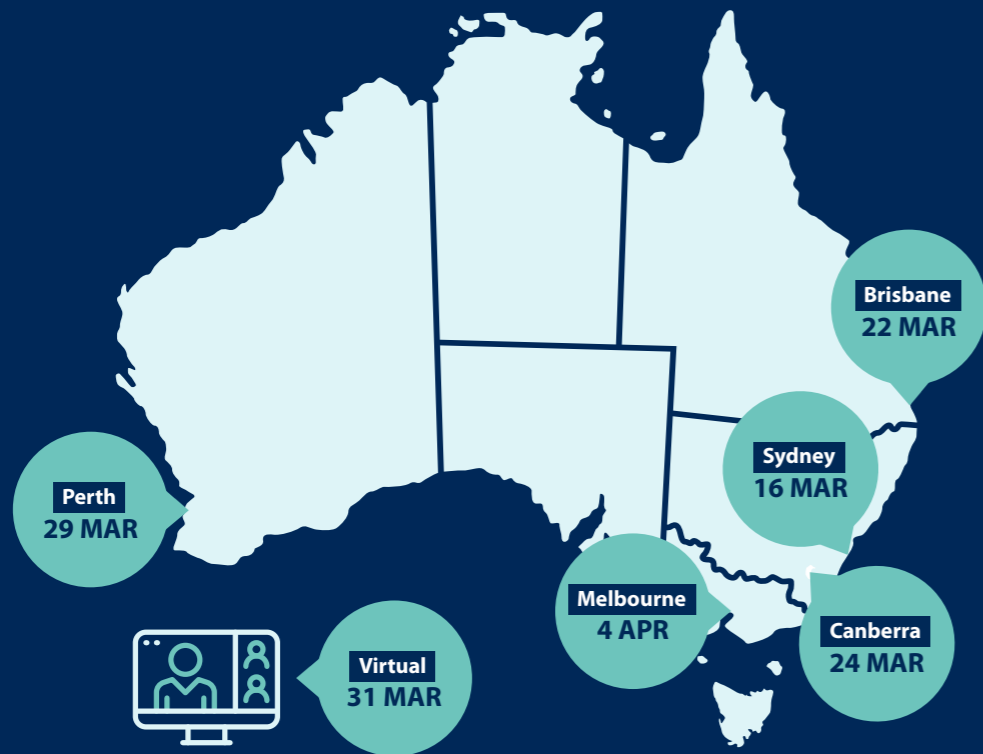 Brisbane
22 MAR
Sydney
16 MAR
Perth
29 MAR
Melbourne
4 APR
Canberra
24 MAR
Virtual
31 MAR